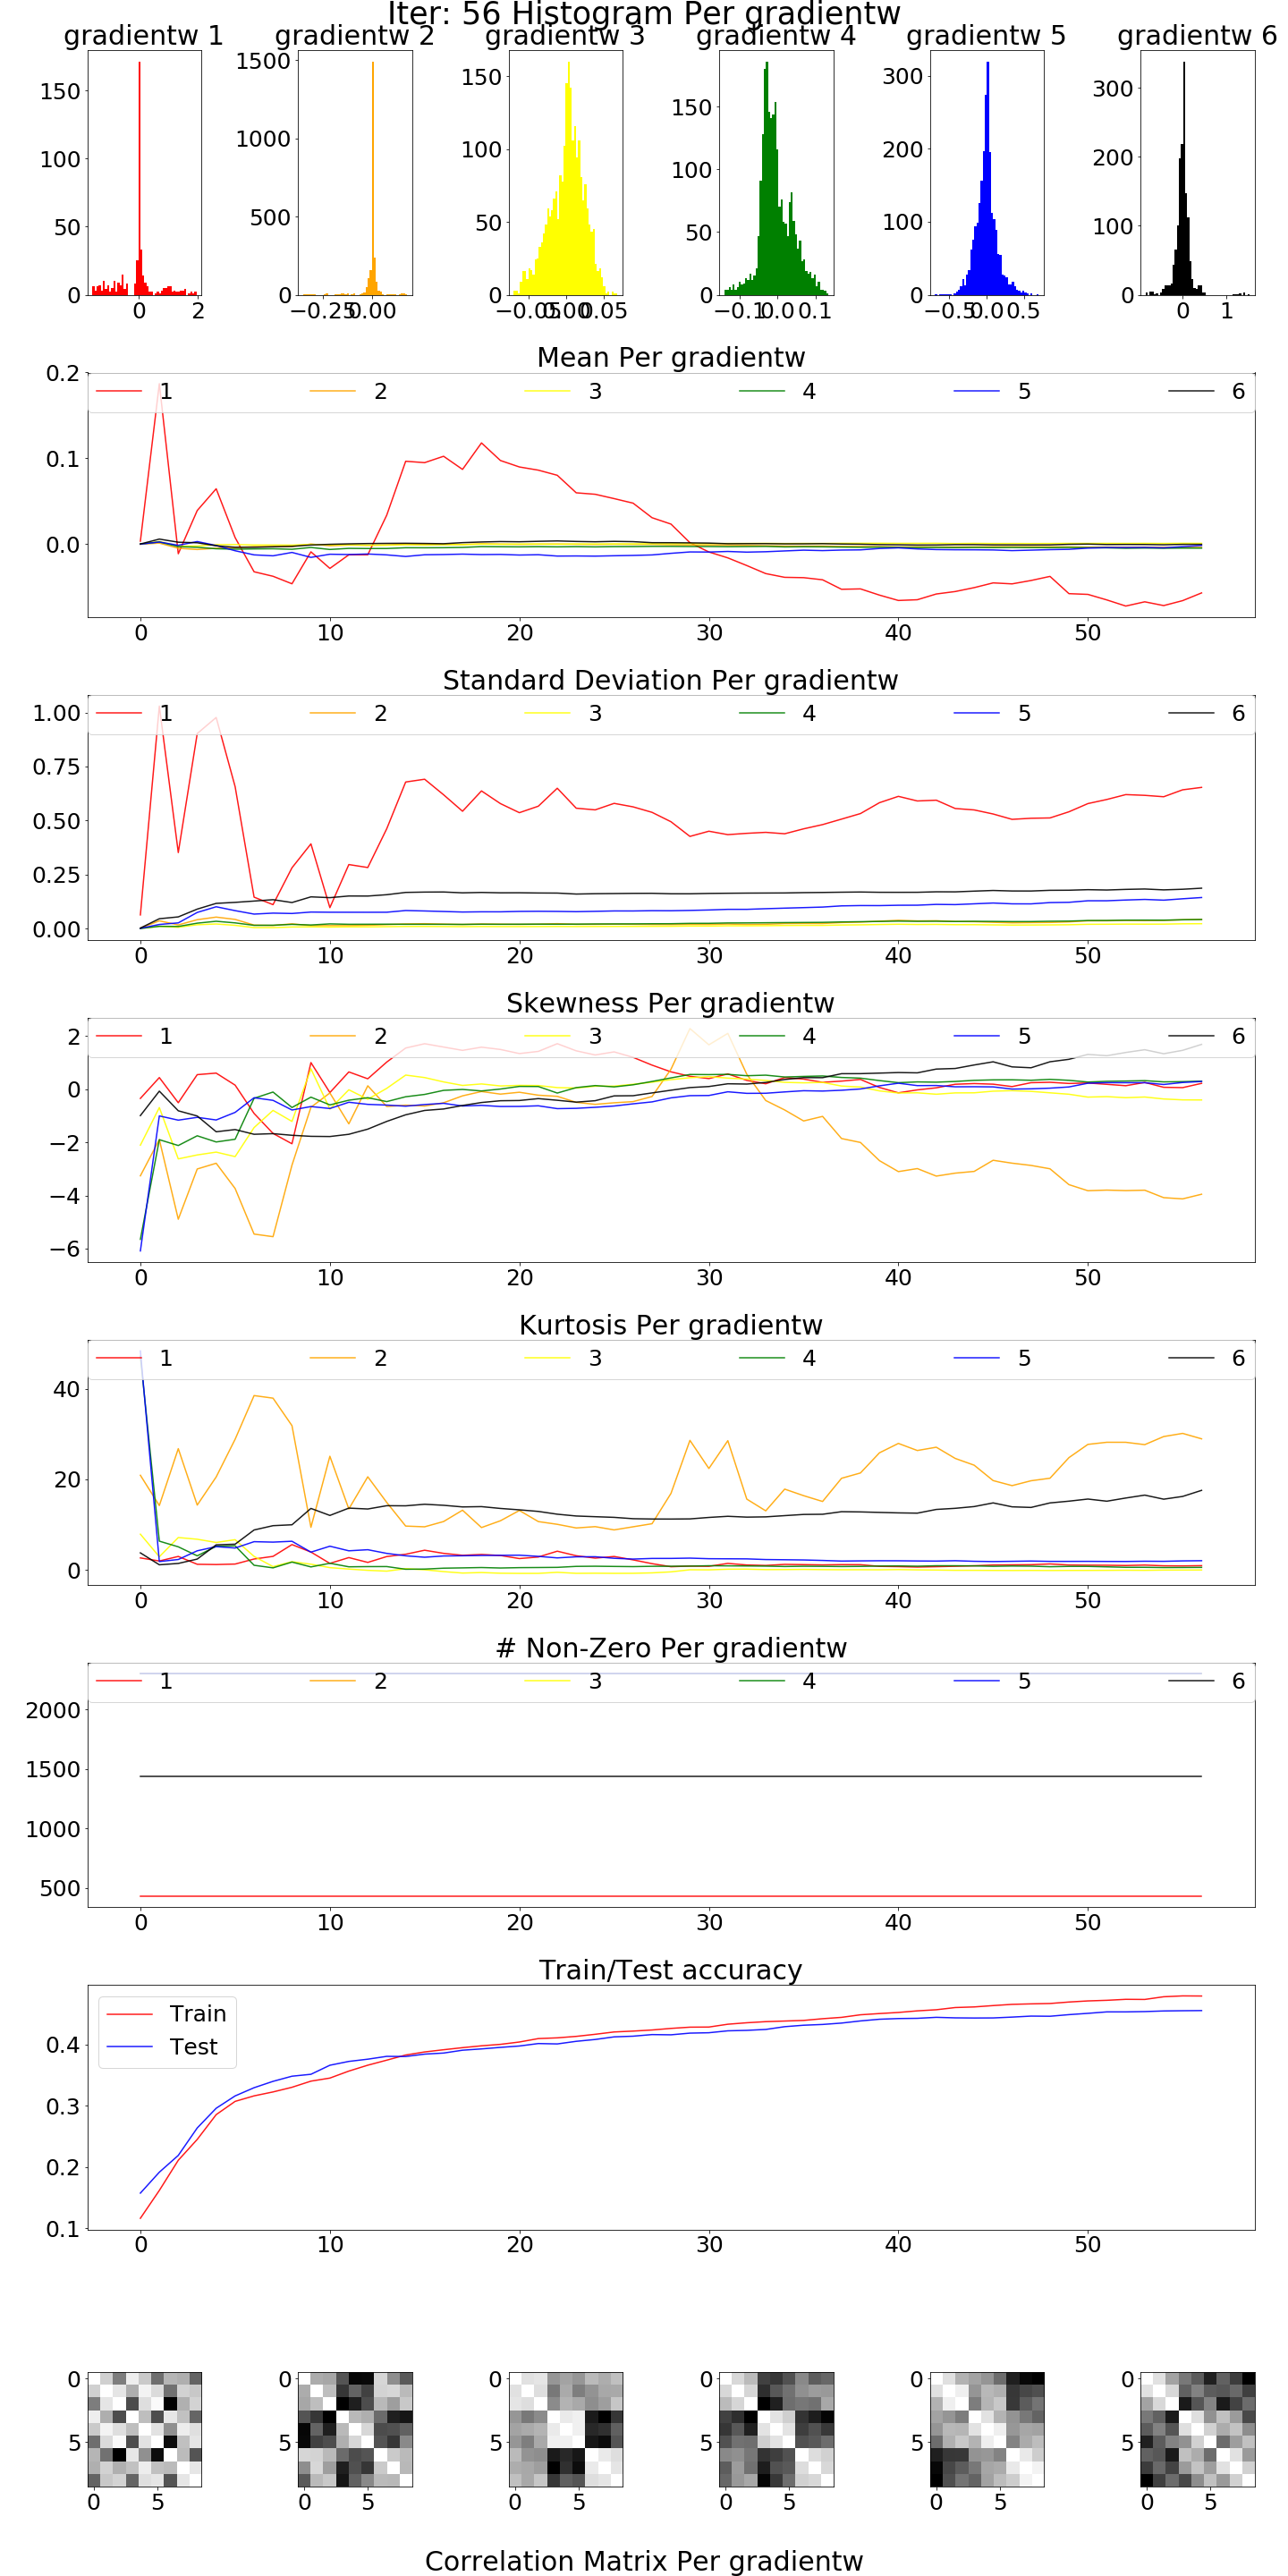 Iter: 56 Histogram Per gradientw
gradientw 1 gradientw 2 gradientw 3 gradientw 4 gradientw 5 gradientw 6
150 100 50 0
0 2
1500 1000 500 0
−0.25 0.00
150 100 50 0
−0.05 0.00 0.05
150 100 50 0
−0.1 0.0 0.1
300 200 100 0
−0.5 0.0 0.5
300 200 100 0
0 1
Mean Per gradientw
1 2 3 4 5 6
0.2
0.1
0.0
0 10 20 30 40 50
Standard Deviation Per gradientw
1 2 3 4 5 6
1.00
0.75
0.50
0.25
0.00
0 10 20 30 40 50
Skewness Per gradientw
1 2 3 4 5 6
2
0
−2
−4
−6
0 10 20 30 40 50
Kurtosis Per gradientw
1 2 3 4 5 6
40
20
0
0 10 20 30 40 50
# Non-Zero Per gradientw
1 2 3 4 5 6
2000
1500
1000
500
0 10 20 30 40 50
Train/Test accuracy
Train
Test
0.4
0.3
0.2
0.1
0 10 20 30 40 50
0 0 0 0 0 0
5 5 5 5 5 5
0 5 0 5 0 5 0 5 0 5 0 5
Correlation Matrix Per gradientw